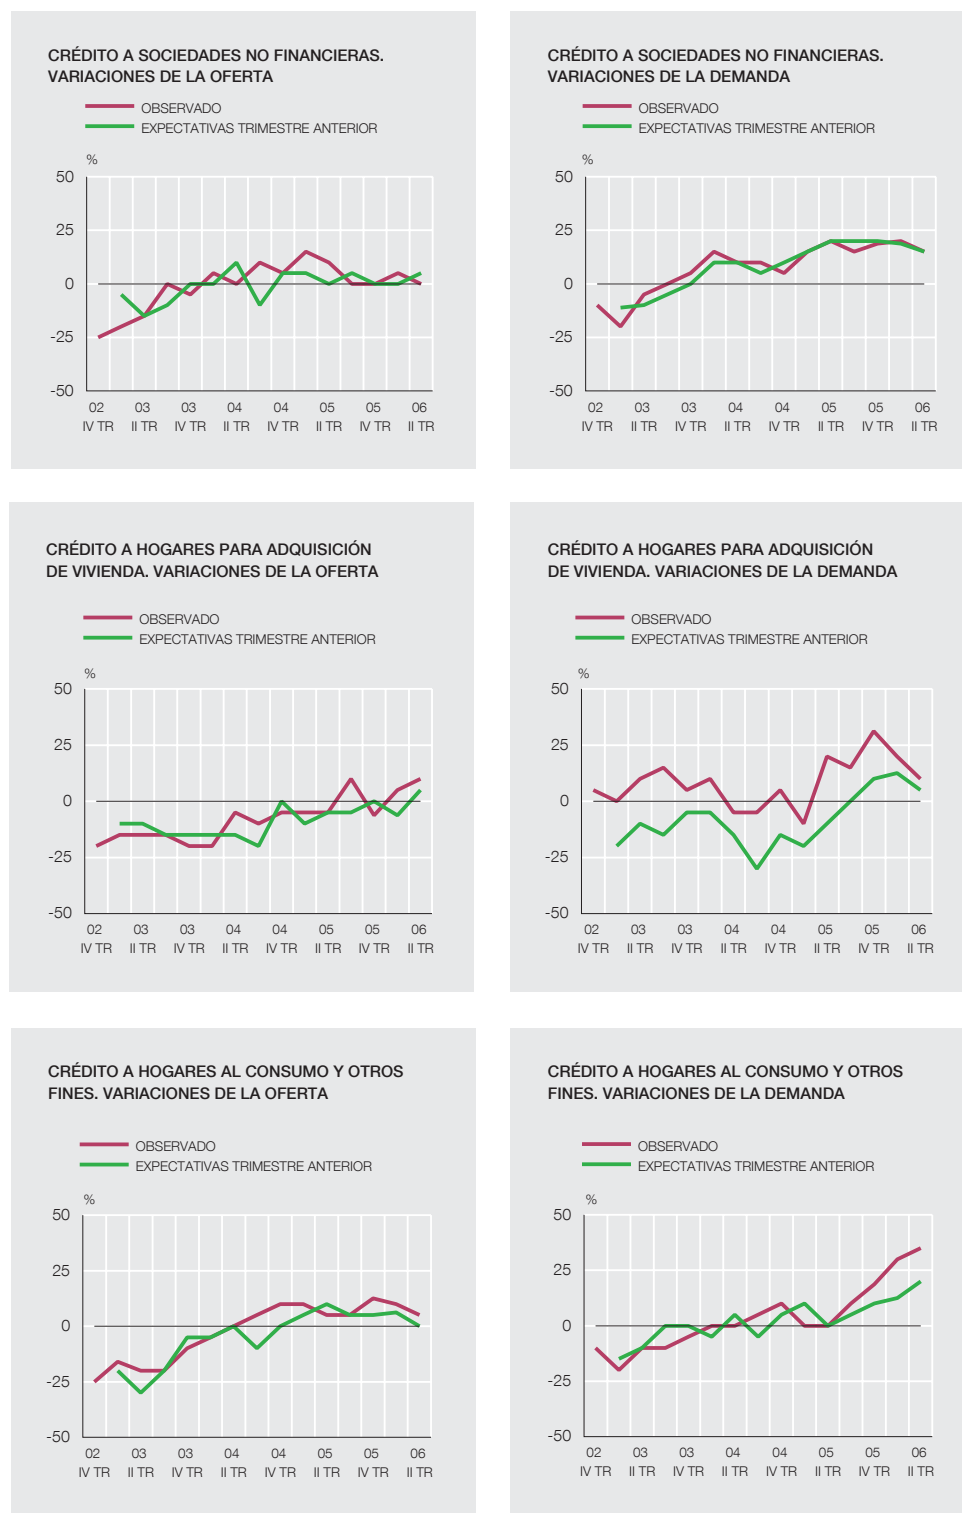 CRÉDITO A SOCIEDADES NO FINANCIERAS.
VARIACIONES DE LA OFERTA
OBSERVADO
EXPECTATIVAS TRIMESTRE ANTERIOR
%
50
25
0
-25
-50
02 03 03 04 04 05 05 06
IV TR II TR IV TR II TR IV TR II TR IV TR II TR
CRÉDITO A SOCIEDADES NO FINANCIERAS.
VARIACIONES DE LA DEMANDA
OBSERVADO
EXPECTATIVAS TRIMESTRE ANTERIOR
%
50
25
0
-25
-50
02 03 03 04 04 05 05 06
IV TR II TR IV TR II TR IV TR II TR IV TR II TR
CRÉDITO A HOGARES PARA ADQUISICIÓN
DE VIVIENDA. VARIACIONES DE LA OFERTA
OBSERVADO
EXPECTATIVAS TRIMESTRE ANTERIOR
%
50
25
0
-25
-50
02 03 03 04 04 05 05 06
IV TR II TR IV TR II TR IV TR II TR IV TR II TR
CRÉDITO A HOGARES PARA ADQUISICIÓN
DE VIVIENDA. VARIACIONES DE LA DEMANDA
OBSERVADO
EXPECTATIVAS TRIMESTRE ANTERIOR
%
50
25
0
-25
-50
02 03 03 04 04 05 05 06
IV TR II TR IV TR II TR IV TR II TR IV TR II TR
CRÉDITO A HOGARES AL CONSUMO Y OTROS
FINES. VARIACIONES DE LA OFERTA
OBSERVADO
EXPECTATIVAS TRIMESTRE ANTERIOR
%
50
25
0
-25
-50
02 03 03 04 04 05 05 06
IV TR II TR IV TR II TR IV TR II TR IV TR II TR
CRÉDITO A HOGARES AL CONSUMO Y OTROS
FINES. VARIACIONES DE LA DEMANDA
OBSERVADO
EXPECTATIVAS TRIMESTRE ANTERIOR
%
50
25
0
-25
-50
02 03 03 04 04 05 05 06
IV TR II TR IV TR II TR IV TR II TR IV TR II TR